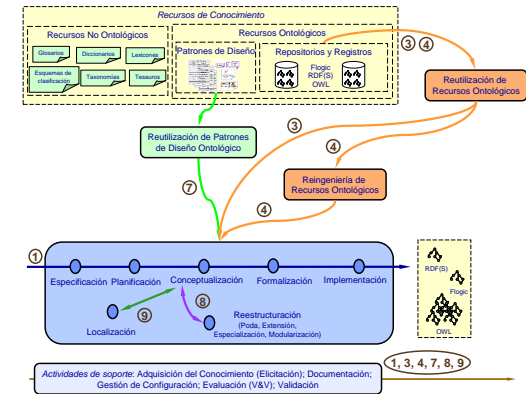 Recursos de Conocimiento
Recursos No Ontológicos
Glosarios
Diccionarios
Lexicones
Esquemas de
clasificación
Taxonomías
Tesauros
Recursos Ontológicos
Patrones de Diseño
Repositorios y Registros
Flogic
RDF(S)
OWL
3
4
Reutilización de
Recursos Ontológicos
Reutilización de Patrones
de Diseño Ontológico
3
4
Reingeniería de
Recursos Ontológicos
7
4
1
Especificación
Planificación
Conceptualización
Formalización
Implementación
9
8
Localización
Reestructuración
(Poda, Extensión,
Especialización, Modularización)
RDF(S)
Flogic
OWL
Actividades de soporte: Adquisición del Conocimiento (Elicitación); Documentación;
Gestión de Configuración; Evaluación (V&V); Validación
1, 3, 4, 7, 8, 9